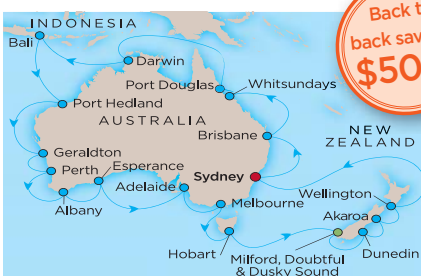 INDONESIA
Bali
Back t
back sav
$50
Darwin
Port Douglas
Whitsundays
Port Hedland
AUSTRALIA
Brisbane
NEW
ZEALAND
Geraldton
Perth
Esperance
Sydney
Adelaide
Wellington
Albany
Melbourne
Akaroa
Hobart
Milford, Doubtful
& Dusky Sound
Dunedin